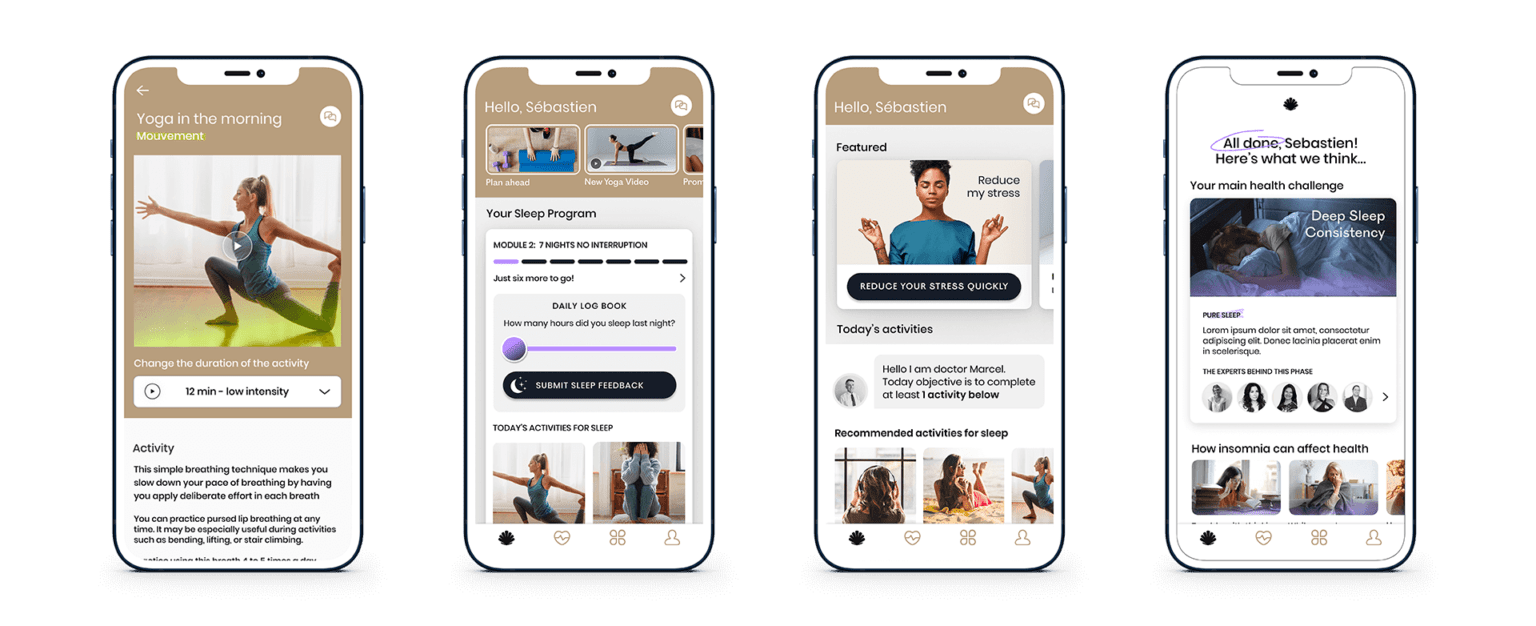 Yoga in the morning
Mouvement
Change the duration of the activity
12 min - low intensity
Activity
This simple breathing technique makes you
slow down your pace of breathing by having
you apply deliberate effort in each breath
You can practice pursed lip breathing at any
time. It may be especially useful during activities
such as bending, lifting, or stair climbing.
using this breath 4 to 5 times a day
Hello, Sébastien
Plan ahead
New Yoga Video
Your Sleep Program
MODULE 2: 7 NIGHTS NO INTERRUPTION
Just six more to go!
DAILY LOG BOOK
How many hours did you sleep last night?
SUBMIT SLEEP FEEDBACK
TODAY'S ACTIVITIES FOR SLEEP
Hello, Sébastien
Featured
Reduce
my stress
REDUCE YOUR STRESS QUICKLY
Today's activities
Hello I am doctor Marcel.
Today objective is to complete
at least 1 activity below
Recommended activities for sleep
All done, Sebastien!
Here's what we think...
Your main health challenge
Deep Sleep
Consistency
PURE SLEEP
Lorem ipsum dolor sit amet, consectetur
adipiscing elit. Donec lacinia placerat enim
in scelerisque.
THE EXPERTS BEHIND THIS PHASE
How insomnia can affect health